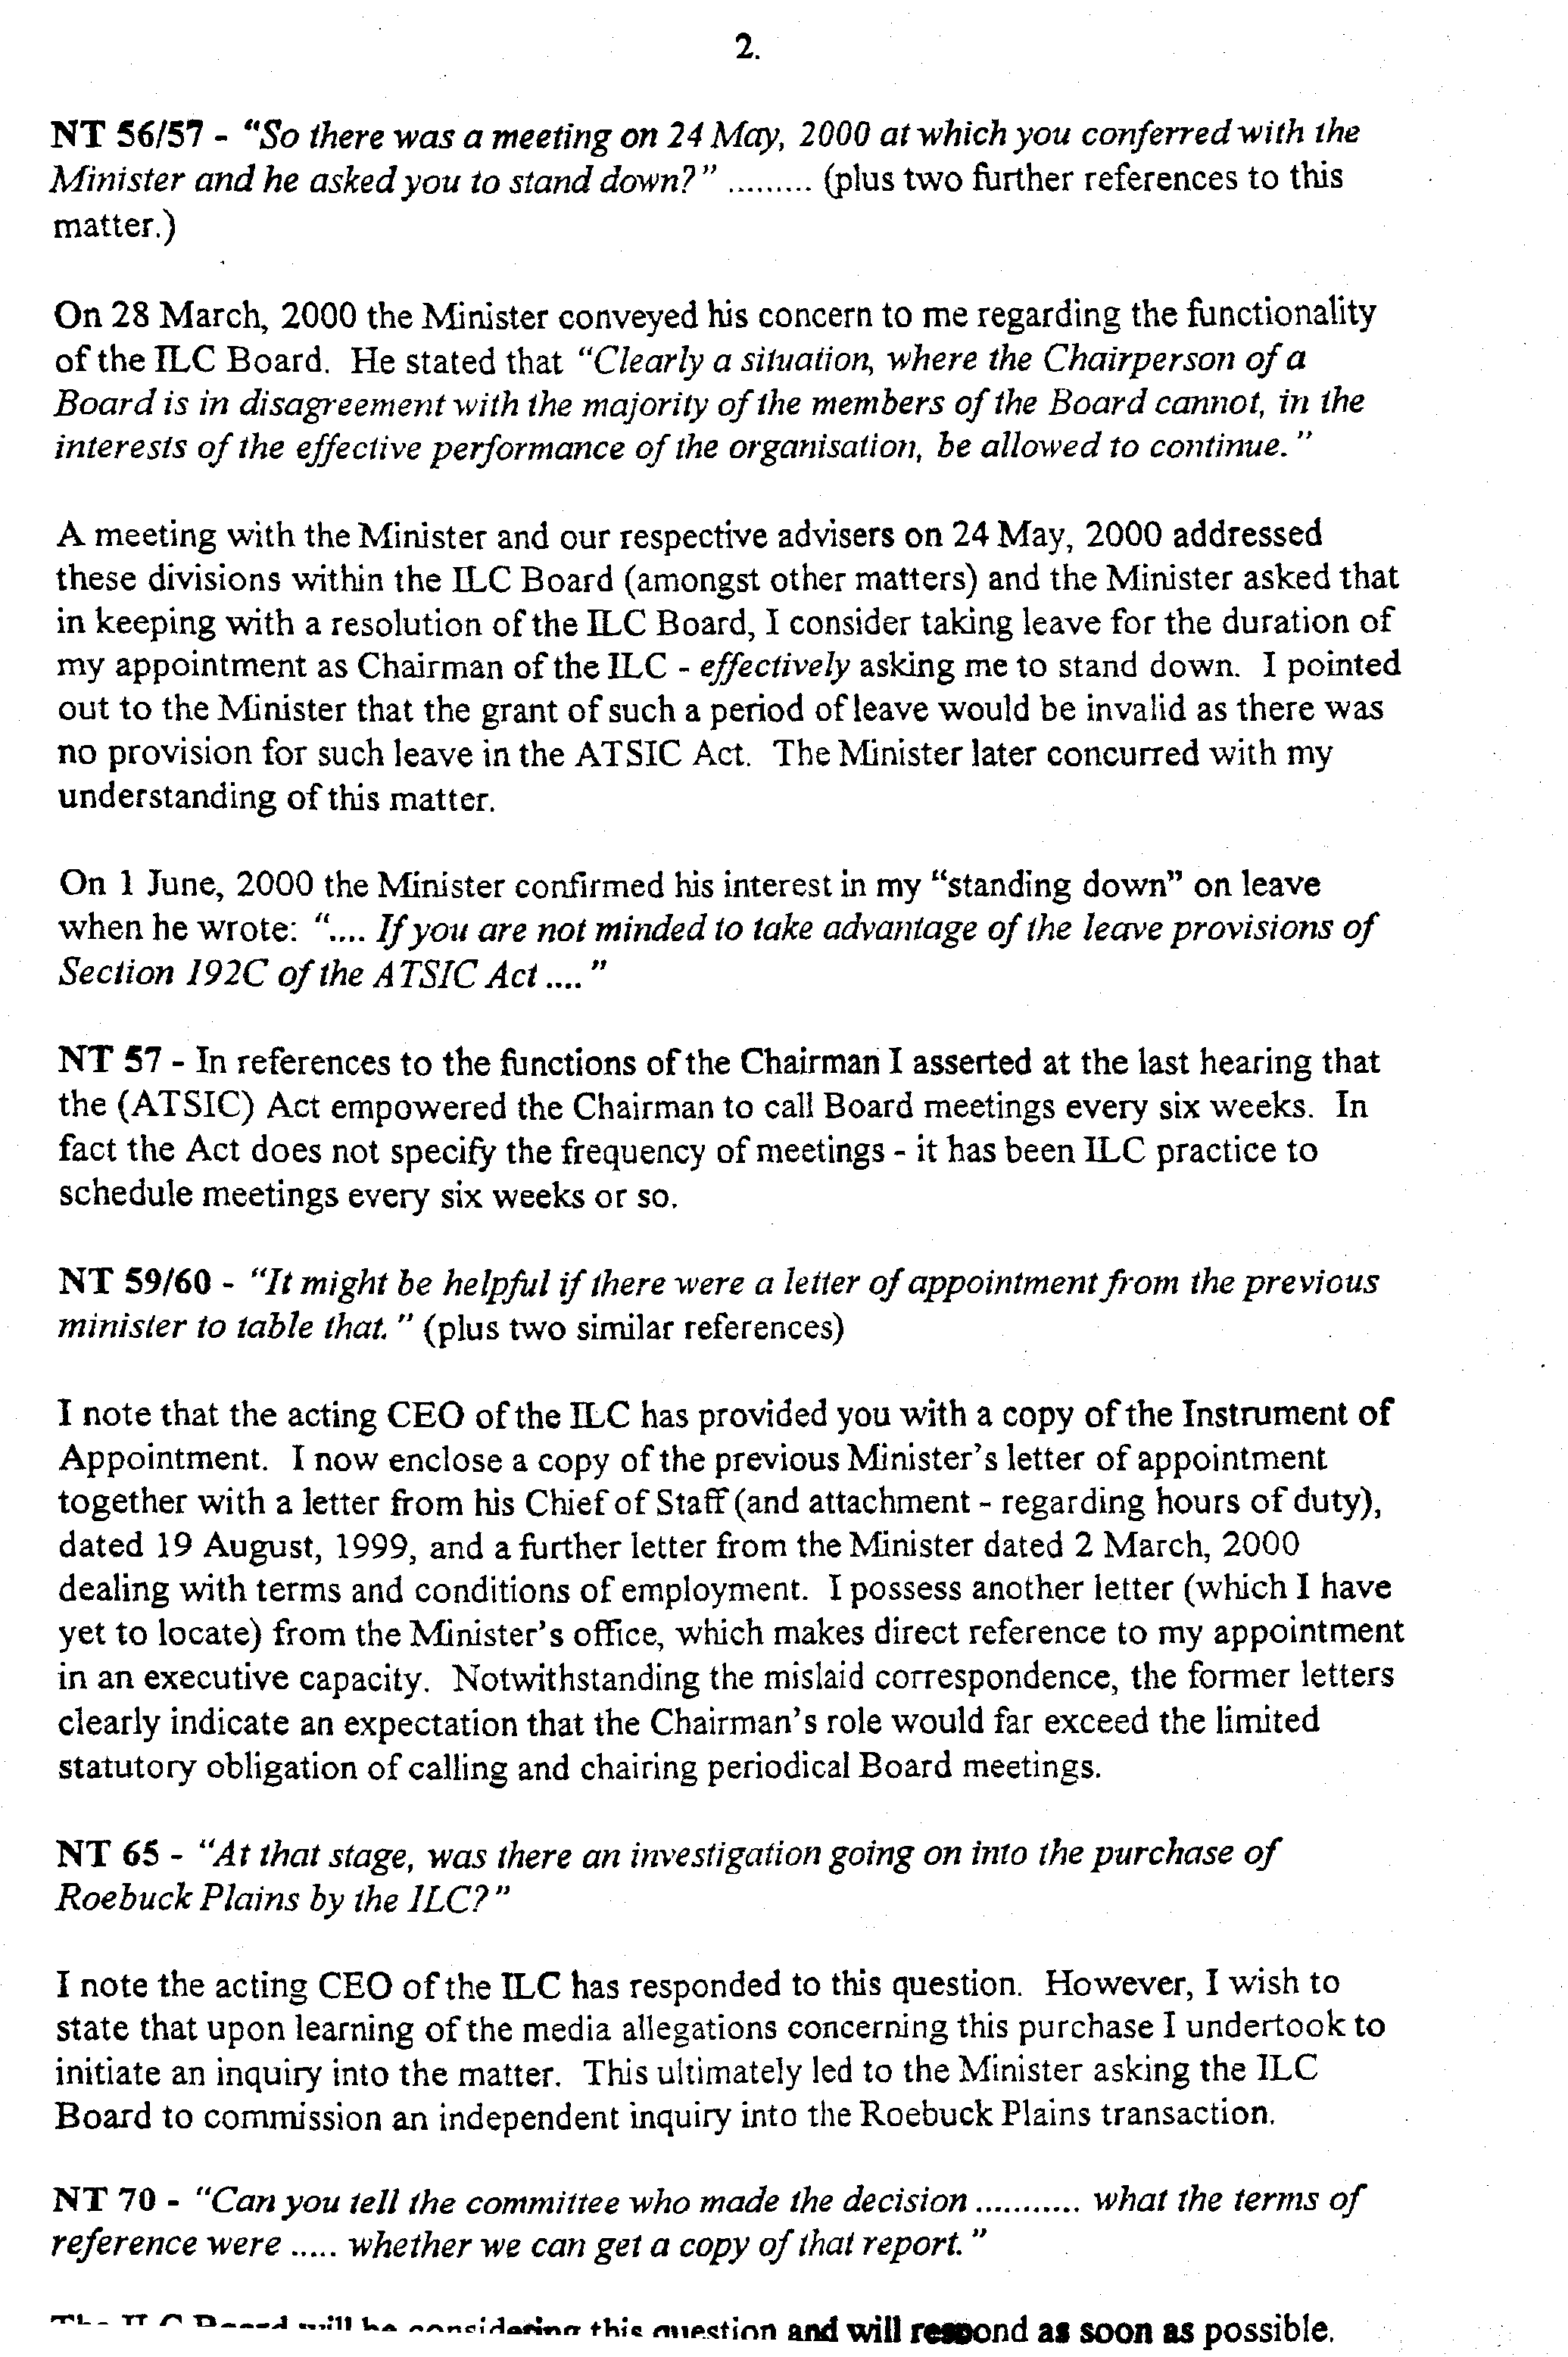 2.
NT 56/57 - "So there was a meeting on 24 May, 2000 at which you conferred with the
Minister and he asked you to stand down?" ......... (plus two further references to this
matter.)
On 28 March, 2000 the Minister conveyed his concern to me regarding the functionality
of the ILC Board. He stated that "Clearly a situation, where the Chairperson of a
Board is in disagreement with the majority of the members of the Board cannot, in the
interests of the effective performance of the organisation, be allowed to continue."
A meeting with the Minister and our respective advisers on 24 May, 2000 addressed
these divisions within the ILC Board (amongst other matters) and the Minister asked that
in keeping with a resolution of the ILC Board, I consider taking leave for the duration of
my appointment as Chairman of the ILC - effectively asking me to stand down. I pointed
out to the Minister that the grant of such a period of leave would be invalid as there was
no provision for such leave in the ATSIC Act. The Minister later concurred with my
understanding of this matter.
On 1 June, 2000 the Minister confirmed his interest in my "standing down" on leave
when he wrote: ".... If you are not minded to take advantage of the leave provisions of
Section 192C of the ATSIC Act ...."
NT 57 - In references to the functions of the Chairman I asserted at the last hearing that
the (ATSIC) Act empowered the Chairman to call Board meetings every six weeks. In
fact the Act does not specify the frequency of meetings - it has been ILC practice to
schedule meetings every six weeks or so.
NT 59/60 - "It might be helpful if there were a letter of appointment from the previous
minister to table that." (plus two similar references)
I note that the acting CEO of the ILC has provided you with a copy of the Instrument of
Appointment. I now enclose a copy of the previous Minister's letter of appointment
together with a letter from his Chief of Staff (and attachment - regarding hours of duty),
dated 19 August, 1999, and a further letter from the Minister dated 2 March, 2000
dealing with terms and conditions of employment. I possess another letter (which I have
yet to locate) from the Minister's office, which makes direct reference to my appointment
in an executive capacity. Notwithstanding the mislaid correspondence, the former letters
clearly indicate an expectation that the Chairman's role would far exceed the limited
statutory obligation of calling and chairing periodical Board meetings.
NT 65 - "At that stage, was there an investigation going on into the purchase of
Roebuck Plains by the ILC?"
I note the acting CEO of the ILC has responded to this question. However, I wish to
state that upon learning of the media allegations concerning this purchase I undertook to
initiate an inquiry into the matter. This ultimately led to the Minister asking the ILC
Board to commission an independent inquiry into the Roebuck Plains transaction.
NT 70 - "Can you tell the committee who made the decision ........... what the terms of
reference were ..... whether we can get a copy of that report."
The ILC Board will be considering this question and will respond as soon as possible.